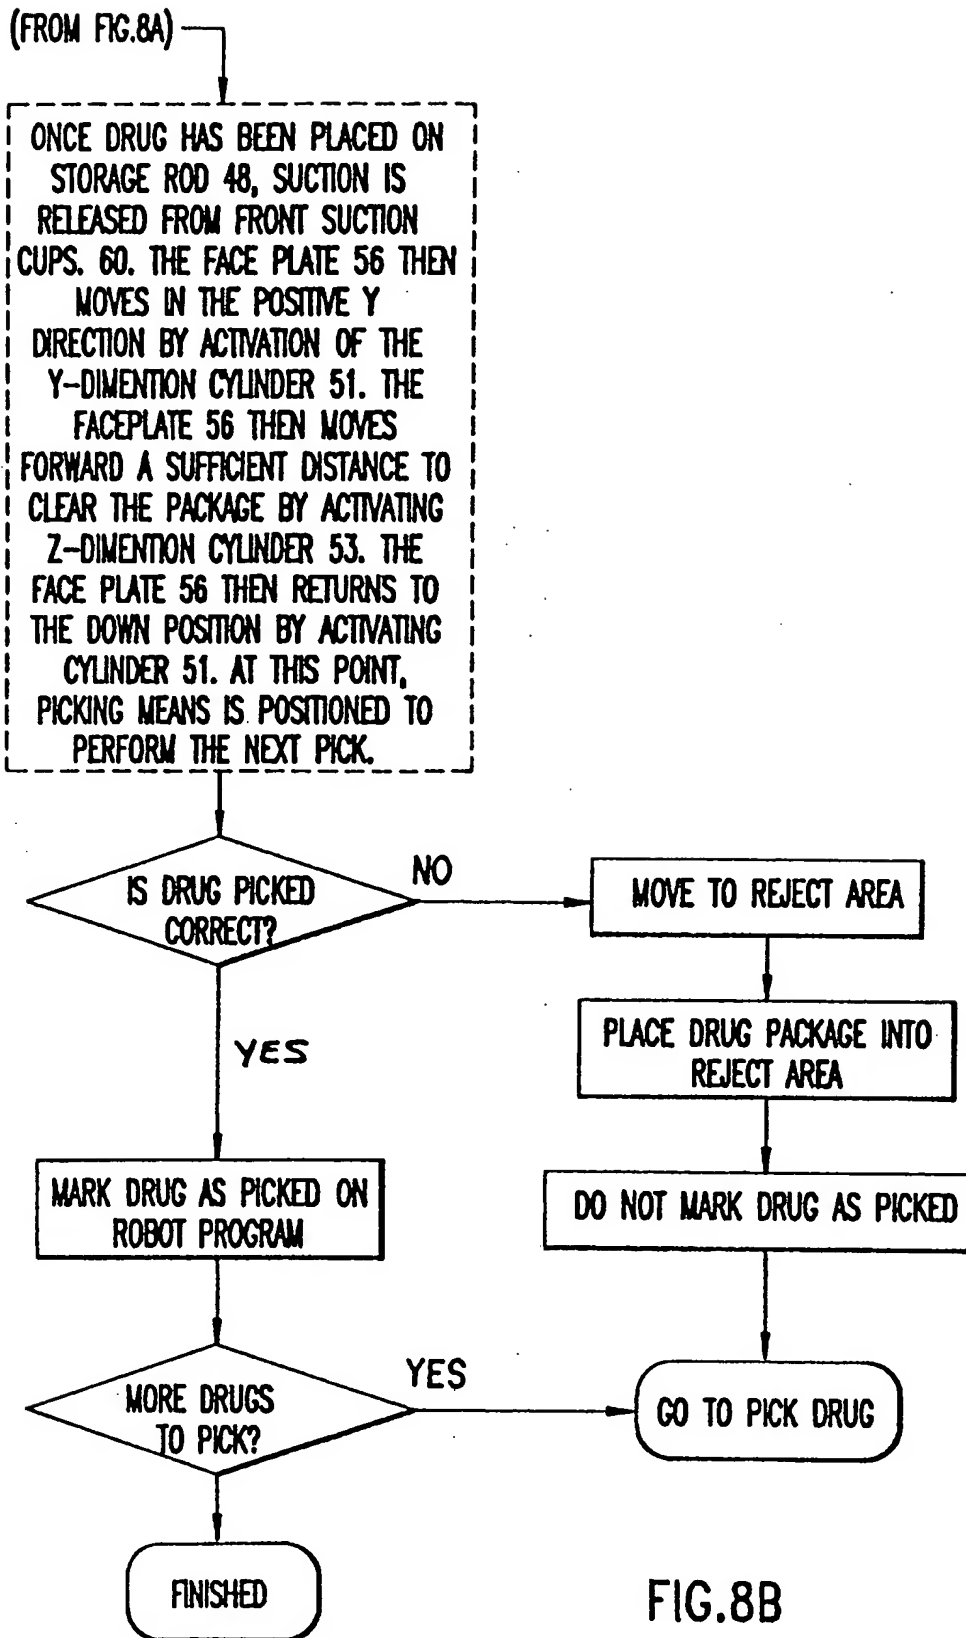 (FROM FIG.8A)
ONCE DRUG HAS BEEN PLACED ON
STORAGE ROD 48, SUCTION IS
RELEASED FROM FRONT SUCTION
CUPS. 60. THE FACE PLATE 56 THEN
MOVES IN THE POSITIVE Y
DIRECTION BY ACTIVATION OF THE
Y-DIMENTION CYLINDER 51. THE
FACEPLATE 56 THEN MOVES
FORWARD A SUFFICIENT DISTANCE TO
CLEAR THE PACKAGE BY ACTIVATING
Z-DIMENTION CYLINDER 53. THE
FACE PLATE 56 THEN RETURNS TO
THE DOWN POSITION BY ACTIVATING
CYLINDER 51. AT THIS POINT,
PICKING MEANS IS POSITIONED TO
PERFORM THE NEXT PICK.
IS DRUG PICKED
CORRECT?
NO
MOVE TO REJECT AREA
PLACE DRUG PACKAGE INTO
REJECT AREA
YES
MARK DRUG AS PICKED ON
ROBOT PROGRAM
DO NOT MARK DRUG AS PICKED
MORE DRUGS
TO PICK?
YES
GO TO PICK DRUG
FINISHED
FIG.8B